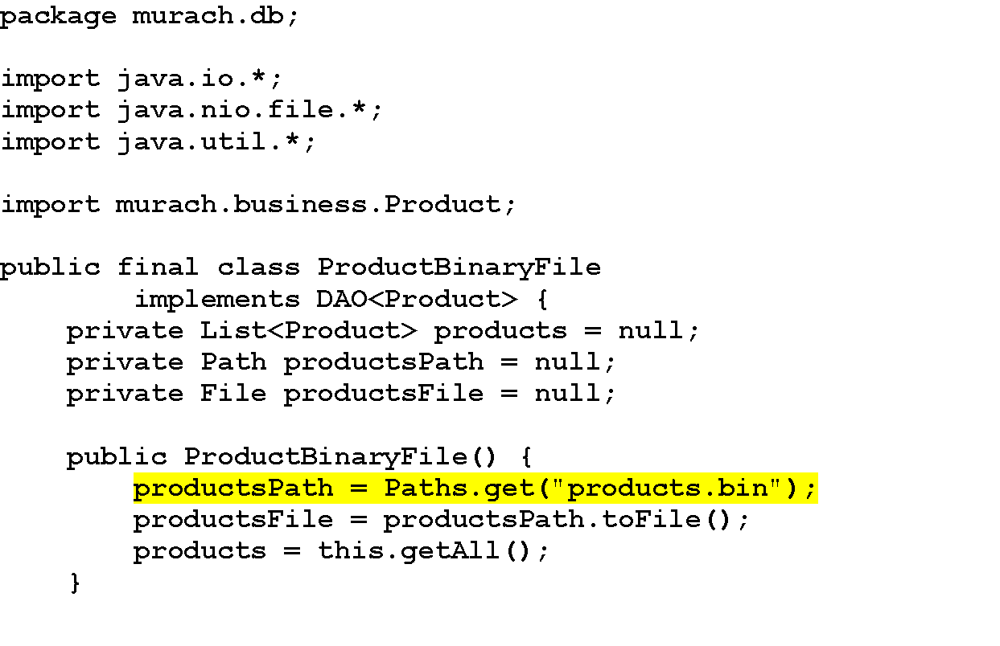 package murach.db;
import java.io.*;
import java.nio.file.*;
import java.util.*;
import murach.business.Product;
public final class ProductBinaryFile
implements DAO<Product> {
private List<Product> products = null;
private Path productsPath = null;
private File productsFile = null;
public ProductBinaryFile() {
productsPath = Paths.get("products.bin");
productsFile = productsPath.toFile();
products = this.getAll();
}